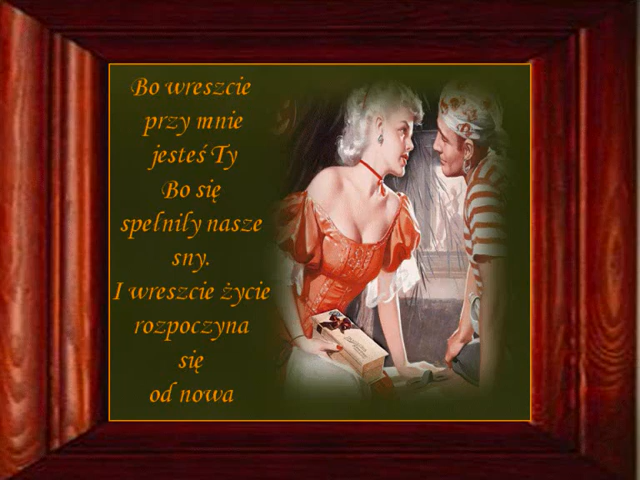 Bo wreszcie
przy mnie
jesteś Ty
Bo się
spełniły nasze
sny.
I wreszcie życie
rozpoczyna
się
od nowa